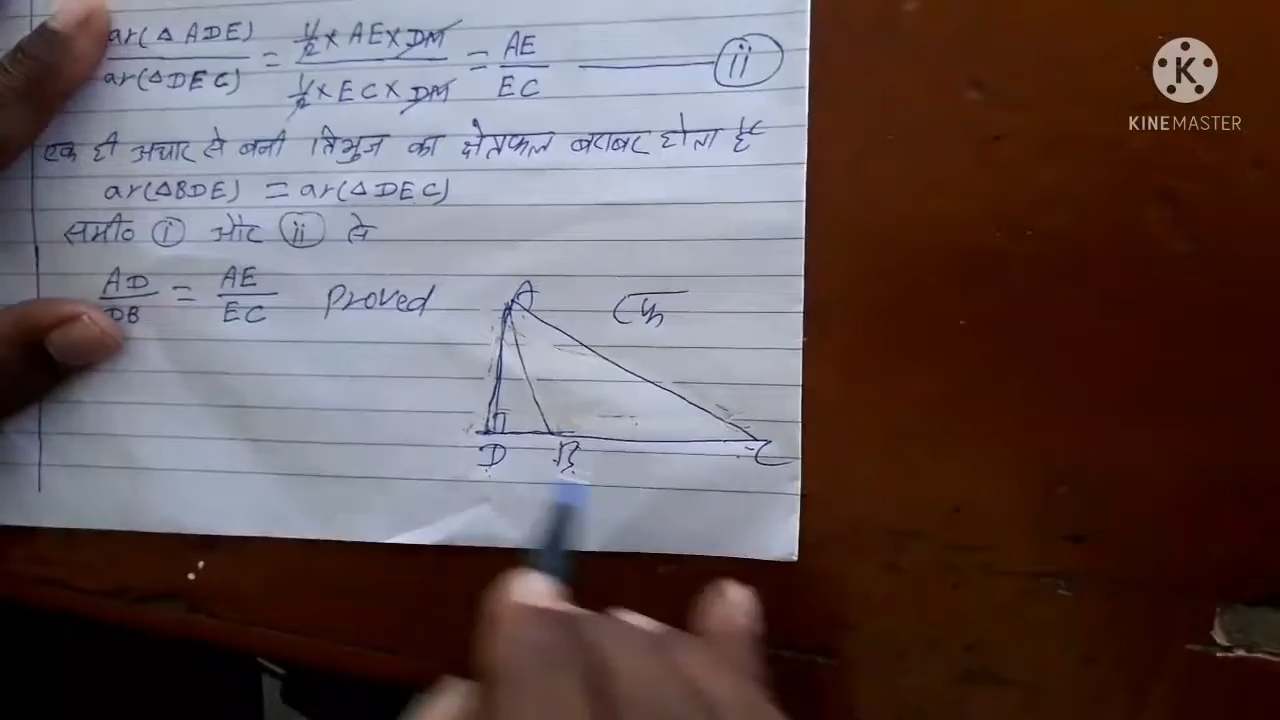 ar(△ADE) / ar(△DEC) = ½ × AE × DM / ½ × EC × DM = AE / EC ——— (ii)
एक ही अधार से बनी त्रिभुज का क्षेत्रफल बराबर होता है
ar(△BDE) = ar(△DEC)
समी० (i) और (ii) से
AD / DB = AE / EC Proved
A
D B C
K
KINEMASTER